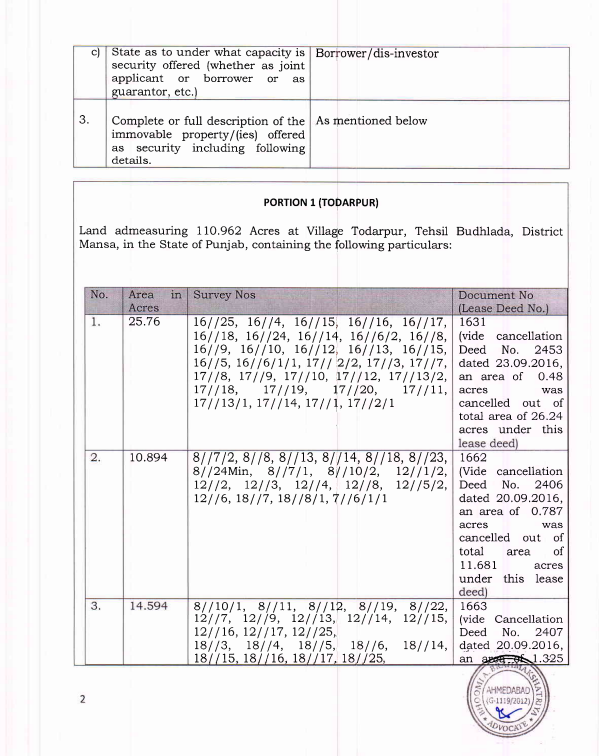 c) State as to under what capacity is security offered (whether as joint applicant or borrower or as guarantor, etc.)
Borrower/dis-investor
3. Complete or full description of the immovable property/(ies) offered as security including following details.
As mentioned below
PORTION 1 (TODARPUR)
Land admeasuring 110.962 Acres at Village Todarpur, Tehsil Budhlada, District
Mansa, in the State of Punjab, containing the following particulars:
No.
Area in
Acres
Survey Nos
Document No
(Lease Deed No.)
1.
25.76
16//25, 16//4, 16//15, 16//16, 16//17,
16//18, 16//24, 16//14, 16//6/2, 16//8,
16//9, 16//10, 16//12, 16//13, 16//15,
16//5, 16//6/1/1, 17// 2/2, 17//3, 17//7,
17//8, 17//9, 17//10, 17//12, 17//13/2,
17//18, 17//19, 17//20, 17//11,
17//13/1, 17//14, 17//1, 17//2/1
1631
(vide cancellation
Deed No. 2453
dated 23.09.2016,
an area of 0.48
acres was
cancelled out of
total area of 26.24
acres under this
lease deed)
2.
10.894
8//7/2, 8//8, 8//13, 8//14, 8//18, 8//23,
8//24Min, 8//7/1, 8//10/2, 12//1/2,
12//2, 12//3, 12//4, 12//8, 12//5/2,
12//6, 18//7, 18//8/1, 7//6/1/1
1662
(Vide cancellation
Deed No. 2406
dated 20.09.2016,
an area of 0.787
acres was
cancelled out of
total area of
11.681 acres
under this lease
deed)
3.
14.594
8//10/1, 8//11, 8//12, 8//19, 8//22,
12//7, 12//9, 12//13, 12//14, 12//15,
12//16, 12//17, 12//25,
18//3, 18//4, 18//5, 18//6, 18//14,
18//15, 18//16, 18//17, 18//25,
1663
(vide Cancellation
Deed No. 2407
dated 20.09.2016,
an area of 1.325
2
BHOOMI A. BRAHMAKSHATRIYA
AHMEDABAD
(G-1119/2012)
ADVOCATE